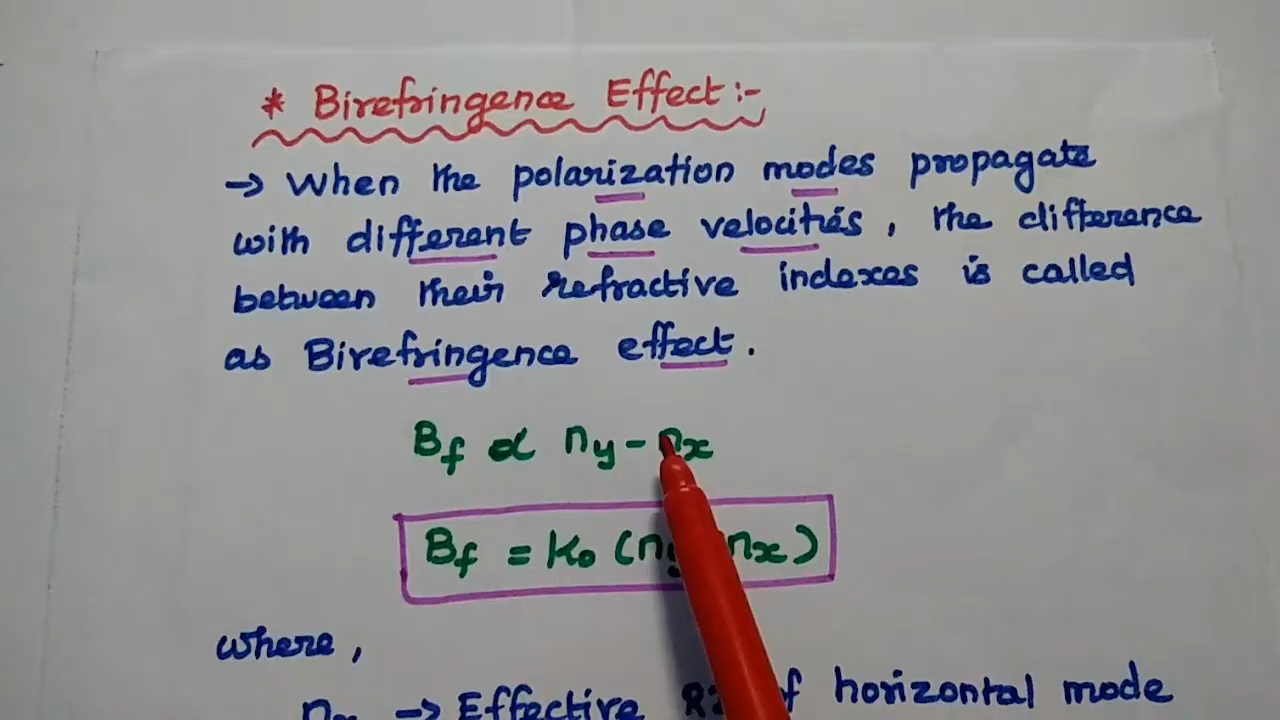 * Birefringence Effect:-
→ When the polarization modes propagate
with different phase velocities, the difference
between their refractive indexes is called
as Birefringence effect.
Bf ∝ ny - nx
Bf = K0 (ny nx)
where,
→ Effective of horizontal mode